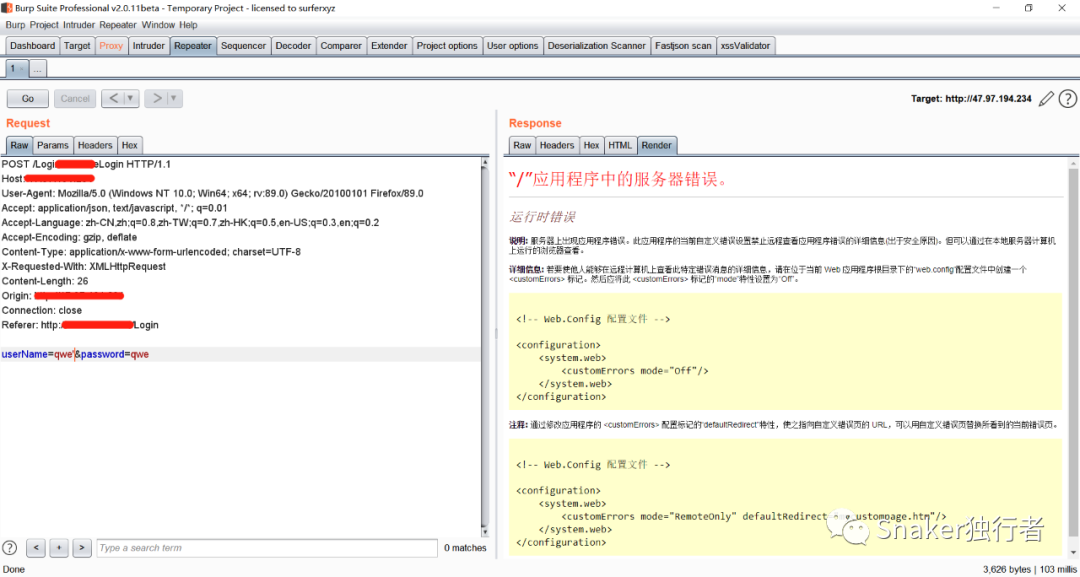 Burp Suite Professional v2.0.11beta - Temporary Project - licensed to surferxyz
Burp Project Intruder Repeater Window Help
Dashboard Target Proxy Intruder Repeater Sequencer Decoder Comparer Extender Project options User options Deserialization Scanner Fastjson scan xssValidator
1 ...
Go Cancel < > Target: http://47.97.194.234
Request
Raw Params Headers Hex
POST /Logi eLogin HTTP/1.1
Host:
User-Agent: Mozilla/5.0 (Windows NT 10.0; Win64; x64; rv:89.0) Gecko/20100101 Firefox/89.0
Accept: application/json, text/javascript, */*; q=0.01
Accept-Language: zh-CN,zh;q=0.8,zh-TW;q=0.7,zh-HK;q=0.5,en-US;q=0.3,en;q=0.2
Accept-Encoding: gzip, deflate
Content-Type: application/x-www-form-urlencoded; charset=UTF-8
X-Requested-With: XMLHttpRequest
Content-Length: 26
Origin:
Connection: close
Referer: http: /Login
userName=qwe'&password=qwe
? < + > Type a search term 0 matches
Response
Raw Headers Hex HTML Render
“/”应用程序中的服务器错误。
运行时错误
说明: 服务器上出现应用程序错误。此应用程序的当前自定义错误设置禁止远程查看应用程序错误的详细信息(出于安全原因)。但可以通过在本地服务器计算机
上运行的浏览器查看。
详细信息: 若要使他人能够在远程计算机上查看此特定错误消息的详细信息，请在位于当前 Web 应用程序根目录下的“web.config”配置文件中创建一个
<customErrors> 标记。然后应将此 <customErrors> 标记的“mode”特性设置为“Off”。
<!-- Web.Config 配置文件 -->
<configuration>
<system.web>
<customErrors mode="Off"/>
</system.web>
</configuration>
注释: 通过修改应用程序的 <customErrors> 配置标记的“defaultRedirect”特性，使之指向自定义错误页的 URL，可以用自定义错误页替换所看到的当前错误页。
<!-- Web.Config 配置文件 -->
<configuration>
<system.web>
<customErrors mode="RemoteOnly" defaultRedirect ustompage.htm"/>
</system.web>
</configuration>
Snaker独行者
Done 3,626 bytes | 103 millis